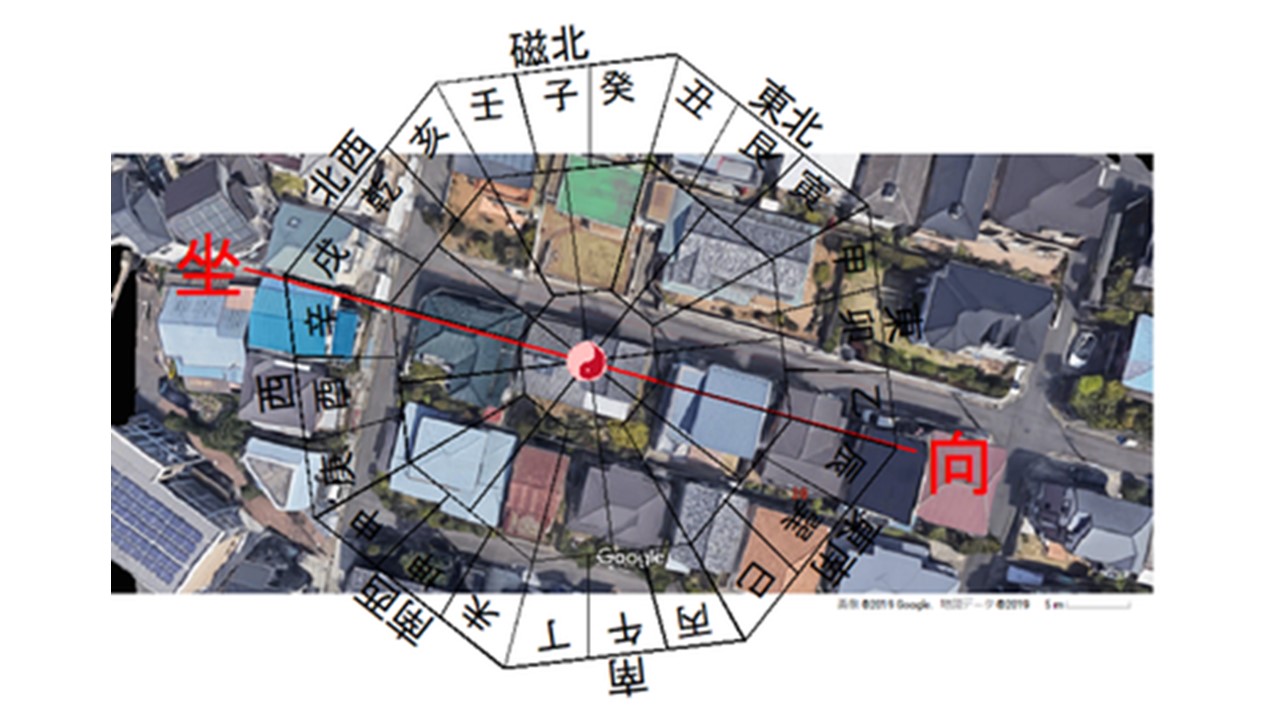 磁北
子
癸
壬
丑
東北
亥
艮
北西
乾
寅
戌
坐
甲
辛
卯
東
酉
西
乙
庚
辰
向
申
巽
東南
坤
南西
巳
Google
未
丁
午
丙
南
画像 ©2019 Google、地図データ ©2019 5 m